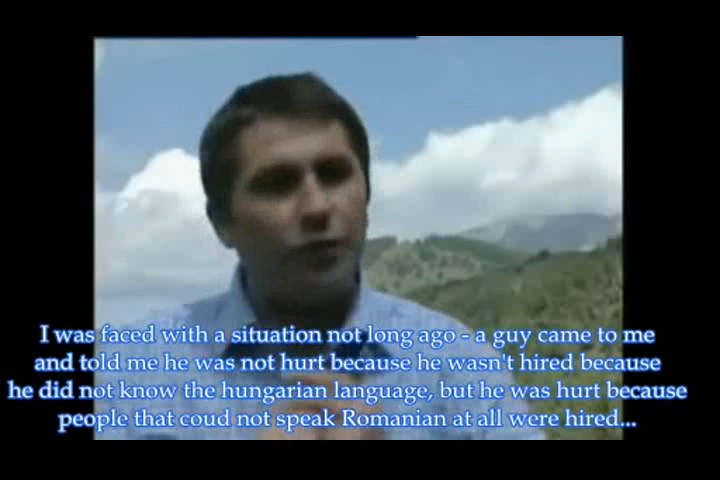 I was faced with a situation not long ago - a guy came to me
and told me he was not hurt because he wasn't hired because
he did not know the hungarian language, but he was hurt because
people that coud not speak Romanian at all were hired...